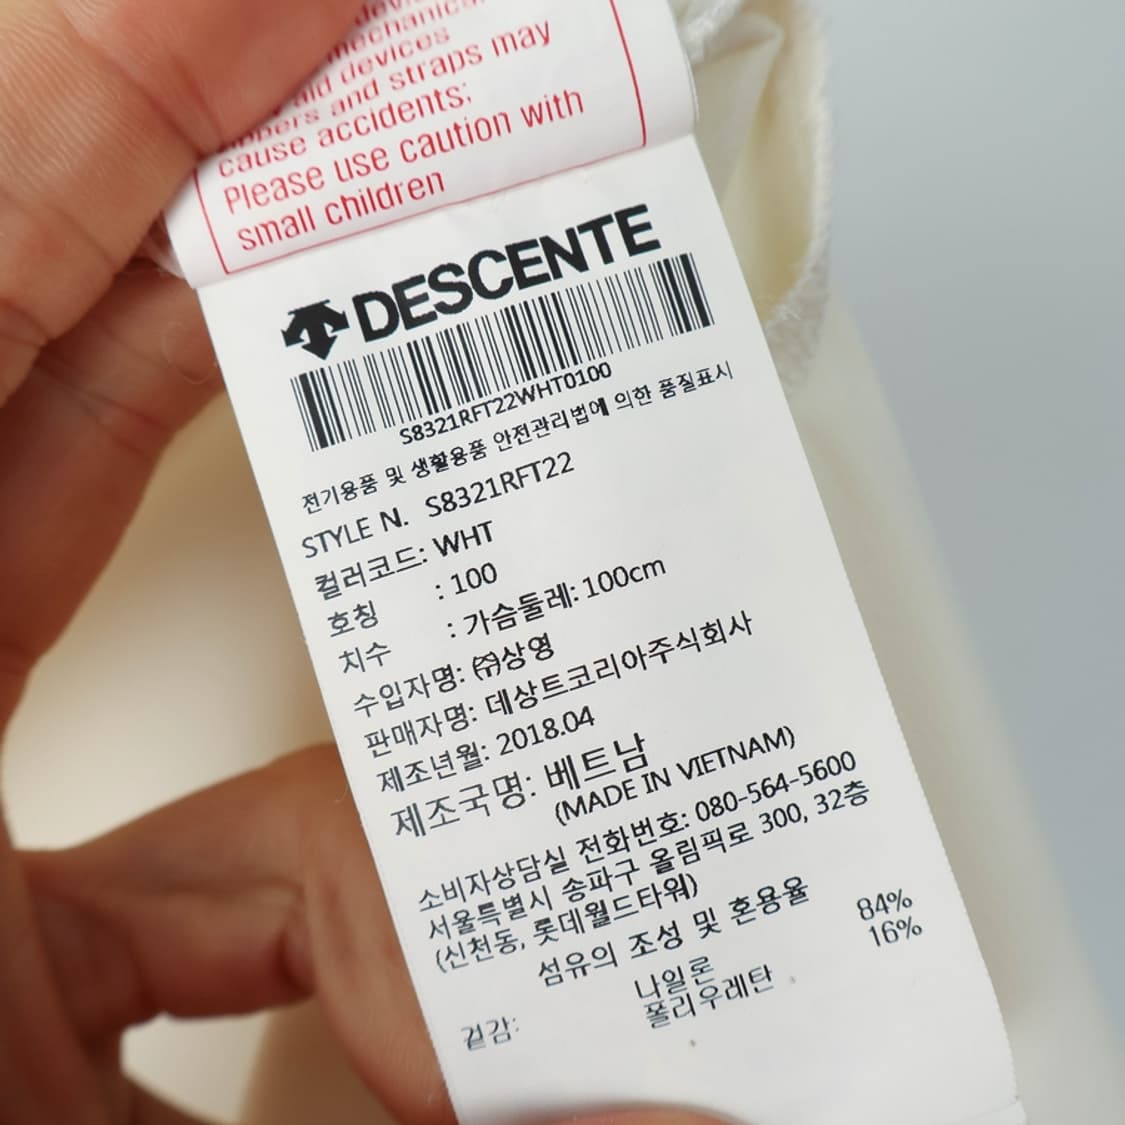 mechanical
aid devices
and straps may
cause accidents;
Please use caution with
small children
DESCENTE
S8321RFT22WHT0100
전기용품 및 생활용품 안전관리법에 의한 품질표시
STYLE N. S8321RFT22
컬러코드: WHT
호칭 : 100
치수 : 가슴둘레: 100cm
수입자명: ㈜상영
판매자명: 데상트코리아주식회사
제조년월: 2018.04
제조국명: 베트남
(MADE IN VIETNAM)
소비자상담실 전화번호: 080-564-5600
서울특별시 송파구 올림픽로 300, 32층
(신천동, 롯데월드타워)
섬유의 조성 및 혼용율
나일론 84%
겉감: 폴리우레탄 16%